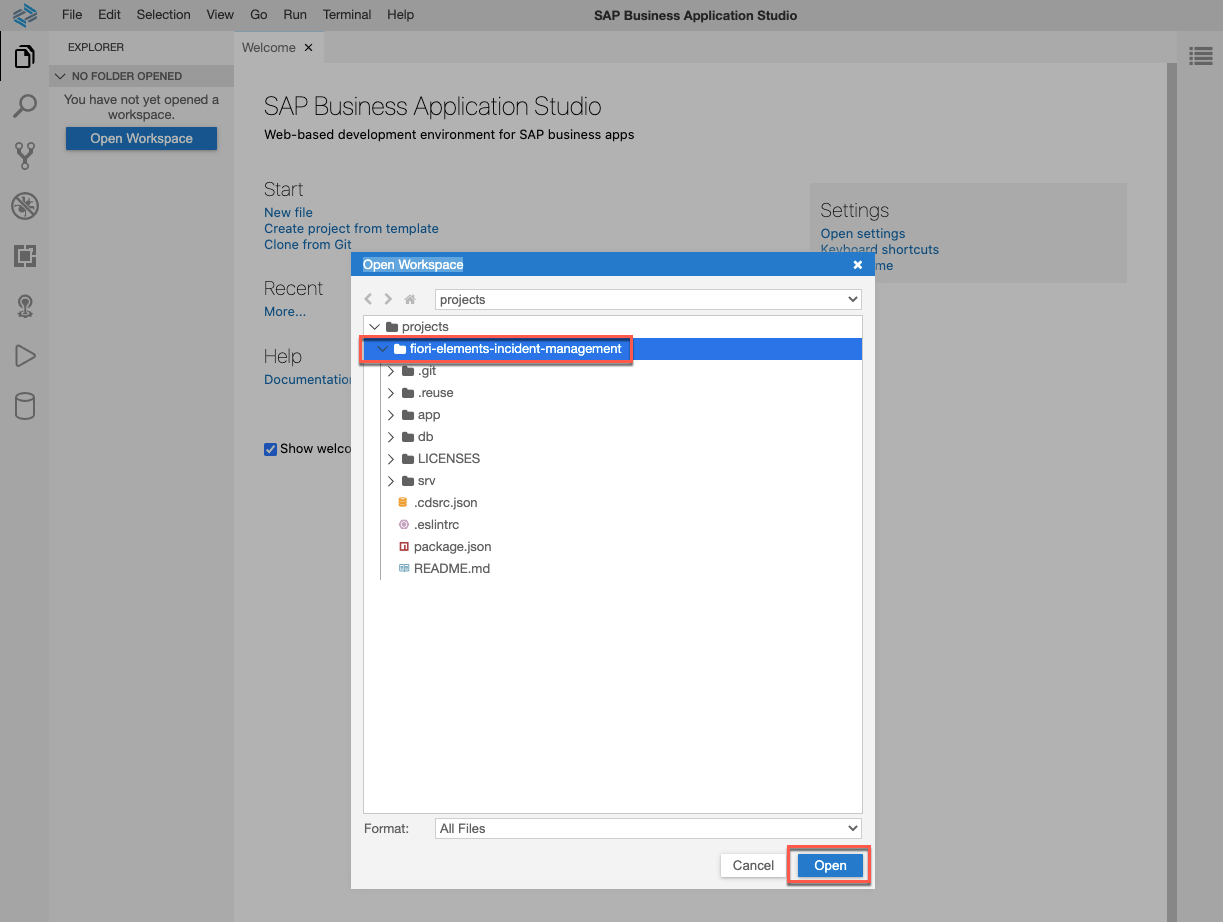 File Edit Selection View Go Run Terminal Help
SAP Business Application Studio
EXPLORER
NO FOLDER OPENED
You have not yet opened a
workspace.
Open Workspace
Welcome
SAP Business Application Studio
Web-based development environment for SAP business apps
Start
New file
Create project from template
Clone from Git
Recent
More...
Help
Documentation
Show welco
Settings
Open settings
Keyboard shortcuts
me
Open Workspace
projects
projects
fiori-elements-incident-management
.git
.reuse
app
db
LICENSES
srv
.cdsrc.json
.eslintrc
package.json
README.md
Format:
All Files
Cancel
Open